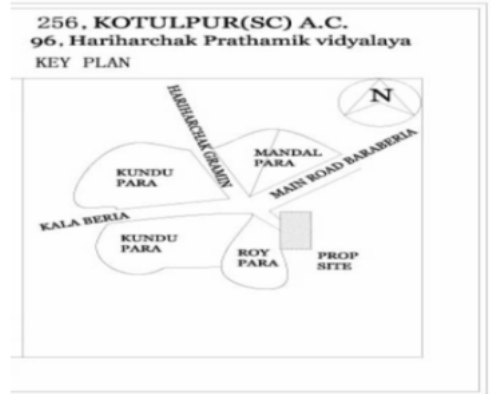 256, KOTULPUR(SC) A.C.
96, Hariharchak Prathamik vidyalaya
KEY PLAN
N
HARIHARCHAK GRAMIN
MANDAL
PARA
MAIN ROAD BARABERIA
KUNDU
PARA
KALA BERIA
KUNDU
PARA
ROY
PARA
PROP
SITE